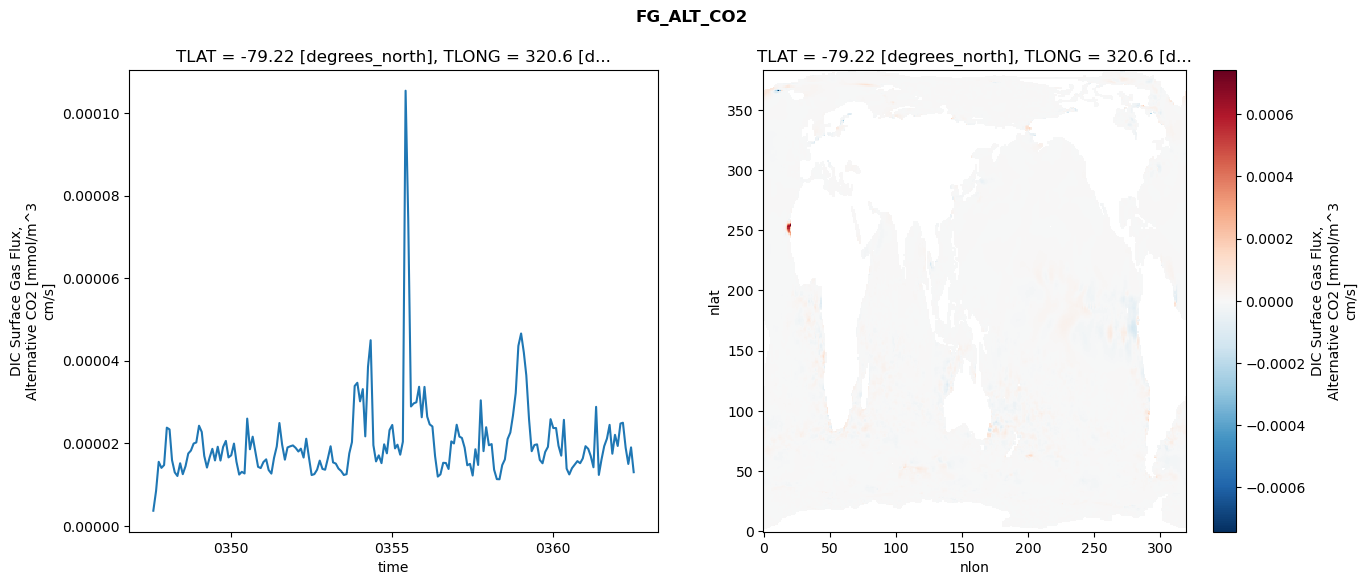 FG_ALT_CO2
TLAT = -79.22 [degrees_north], TLONG = 320.6 [d...
DIC Surface Gas Flux,
Alternative CO2 [mmol/m^3
cm/s]
0.00010
0.00008
0.00006
0.00004
0.00002
0.00000
0350
0355
0360
time
TLAT = -79.22 [degrees_north], TLONG = 320.6 [d...
nlat
350
300
250
200
150
100
50
0
0
50
100
150
200
250
300
nlon
0.0006
0.0004
0.0002
0.0000
−0.0002
−0.0004
−0.0006
DIC Surface Gas Flux,
Alternative CO2 [mmol/m^3
cm/s]